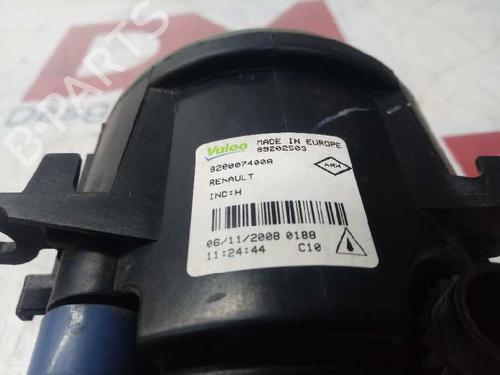 B-PARTS
Valeo MADE IN EUROPE
89202503
8200074008
RENAULT
IND:H
06/11/2008 0188
11:24:44 C10